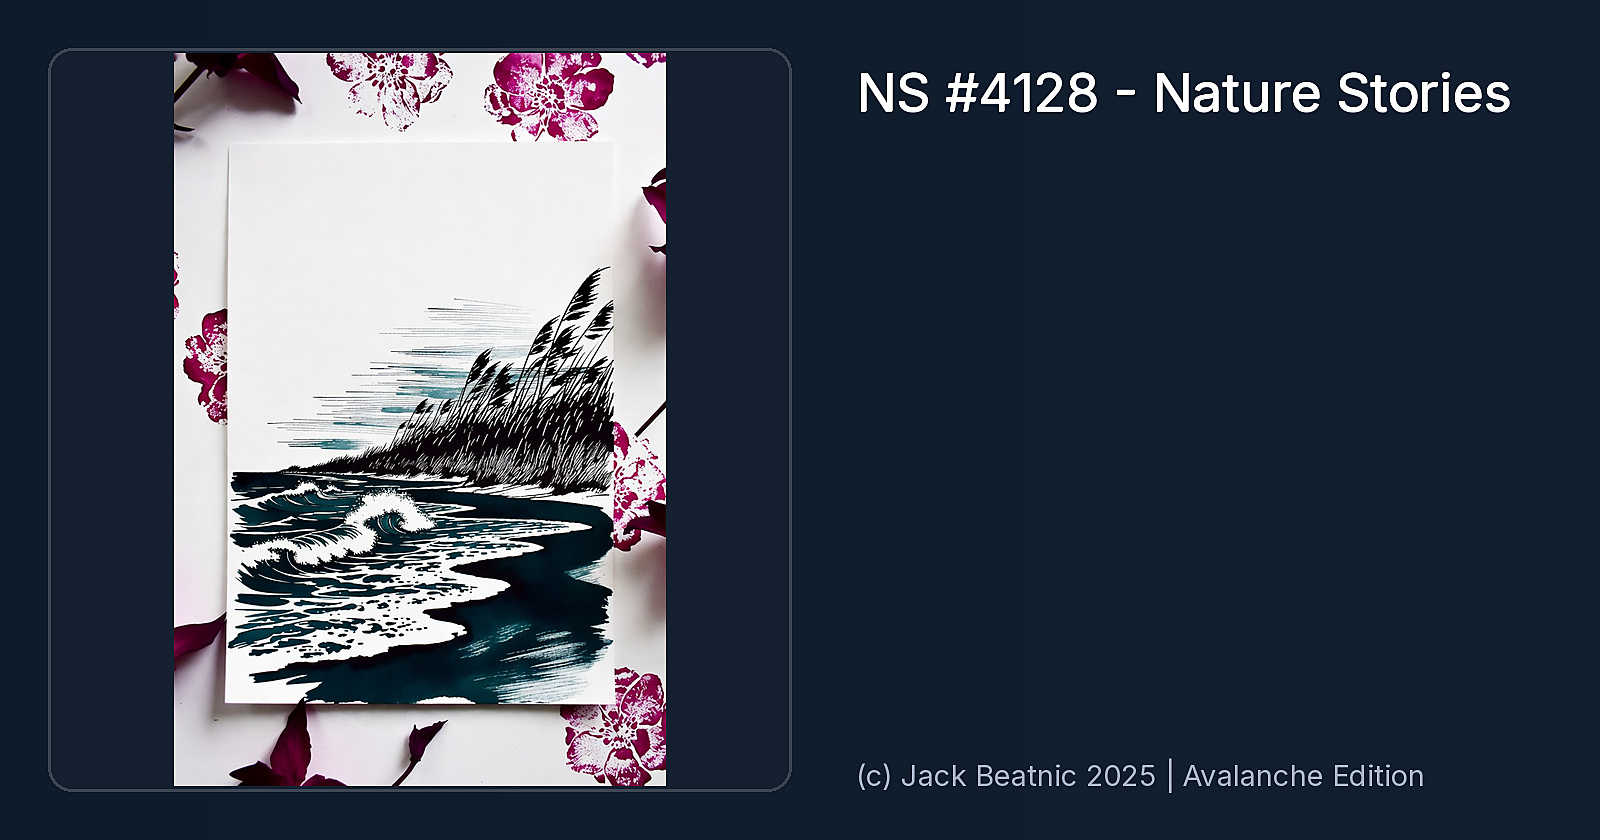 NS #4128 - Nature Stories
(c) Jack Beatnic 2025 | Avalanche Edition